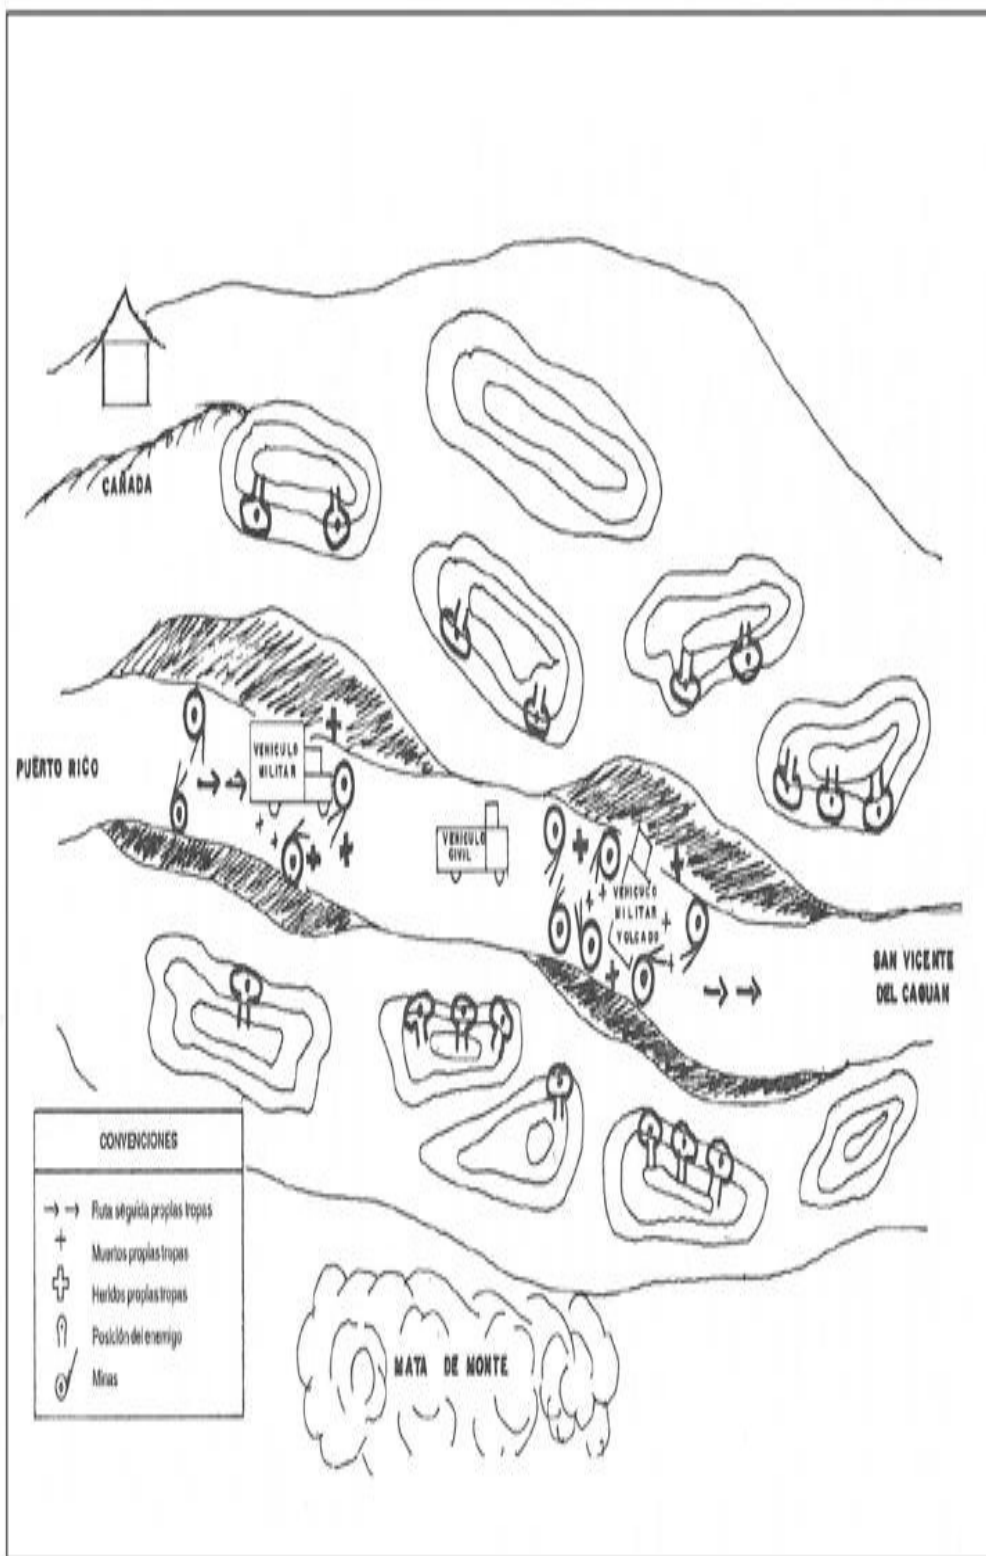 CAÑADA
PUERTO RICO
VEHICULO
MILITAR
VEHICULO
CIVIL
VEHICULO
MILITAR
VOLCADO
SAN VICENTE
DEL CAGUAN
CONVENCIONES
Ruta séguida propias tropas
Muertos propias tropas
Heridos propias tropas
Posición del enemigo
Minas
MATA DE MONTE